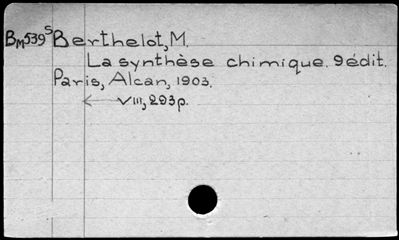 BM539S Berthelot, M.
La synthèse chimique. 9édit.
Paris, Alcan, 1903.
VIII, 293p.